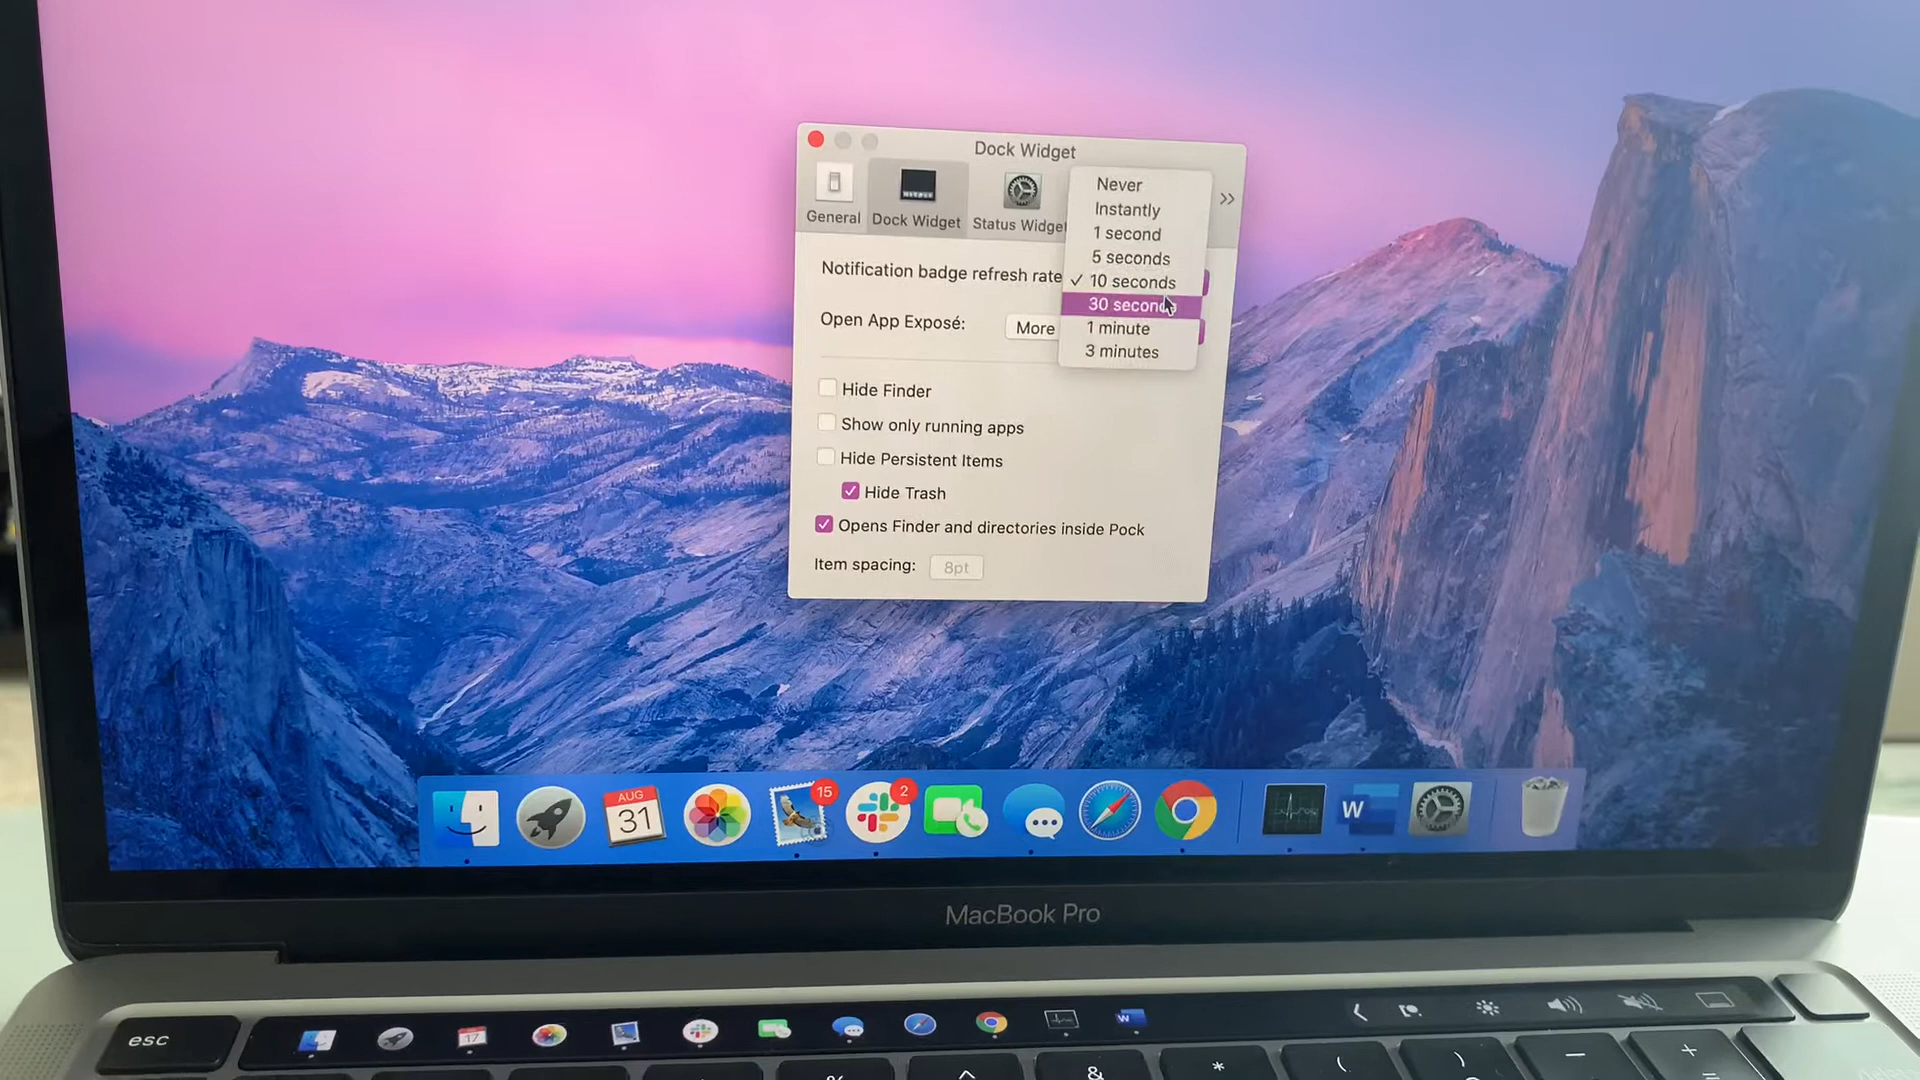 Dock Widget
General
Dock Widget
Status Widget
Never
Instantly
1 second
5 seconds
✓ 10 seconds
30 seconds
1 minute
3 minutes
Notification badge refresh rate
Open App Exposé:
More
Hide Finder
Show only running apps
Hide Persistent Items
Hide Trash
Opens Finder and directories inside Pock
Item spacing:
8pt
AUG
31
15
2
W
MacBook Pro
esc
17
W
&
*
(
)